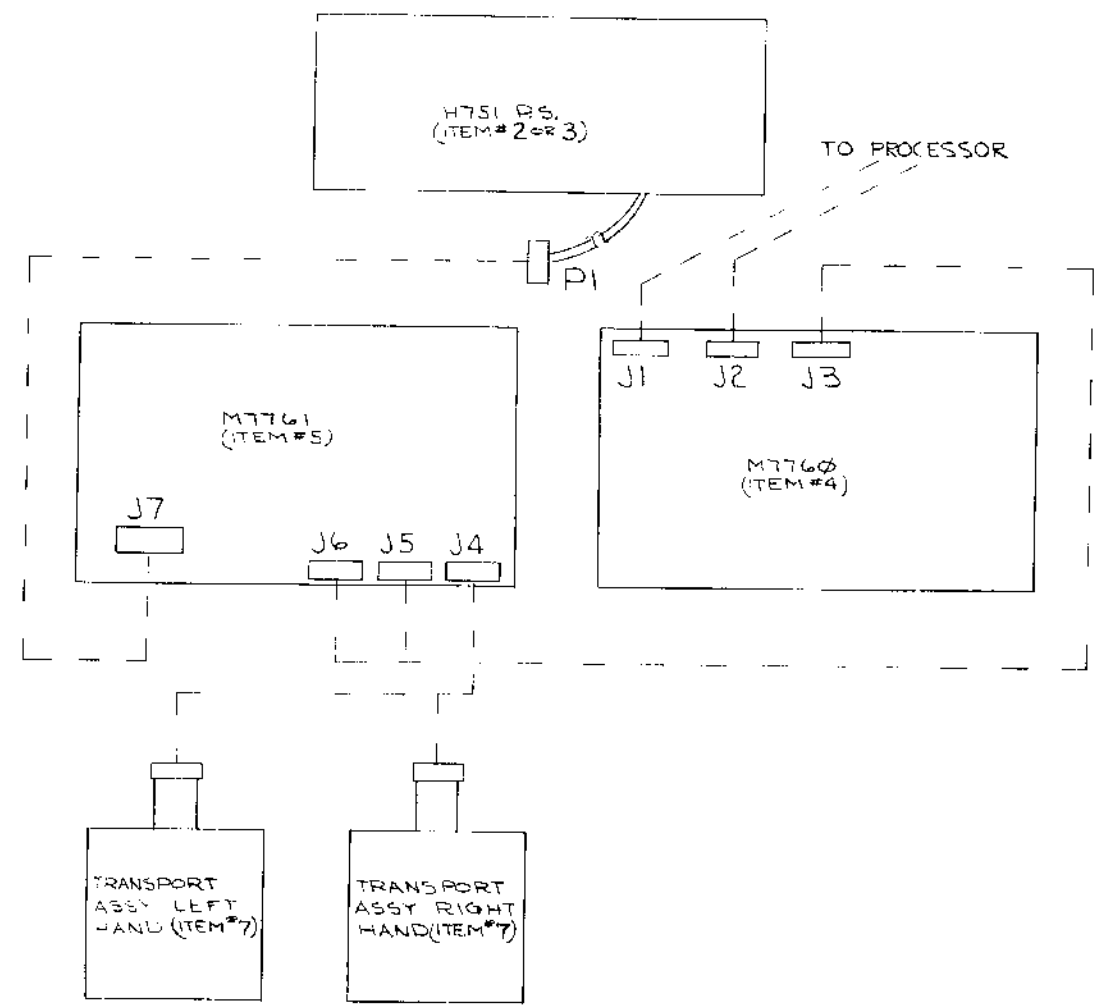 H751 P.S.
(ITEM # 2 OR 3)
TO PROCESSOR
P1
J1
J2
J3
M7761
(ITEM #5)
M7760
(ITEM #4)
J7
J6
J5
J4
TRANSPORT
ASSY LEFT
HAND (ITEM #7)
TRANSPORT
ASSY RIGHT
HAND (ITEM #7)